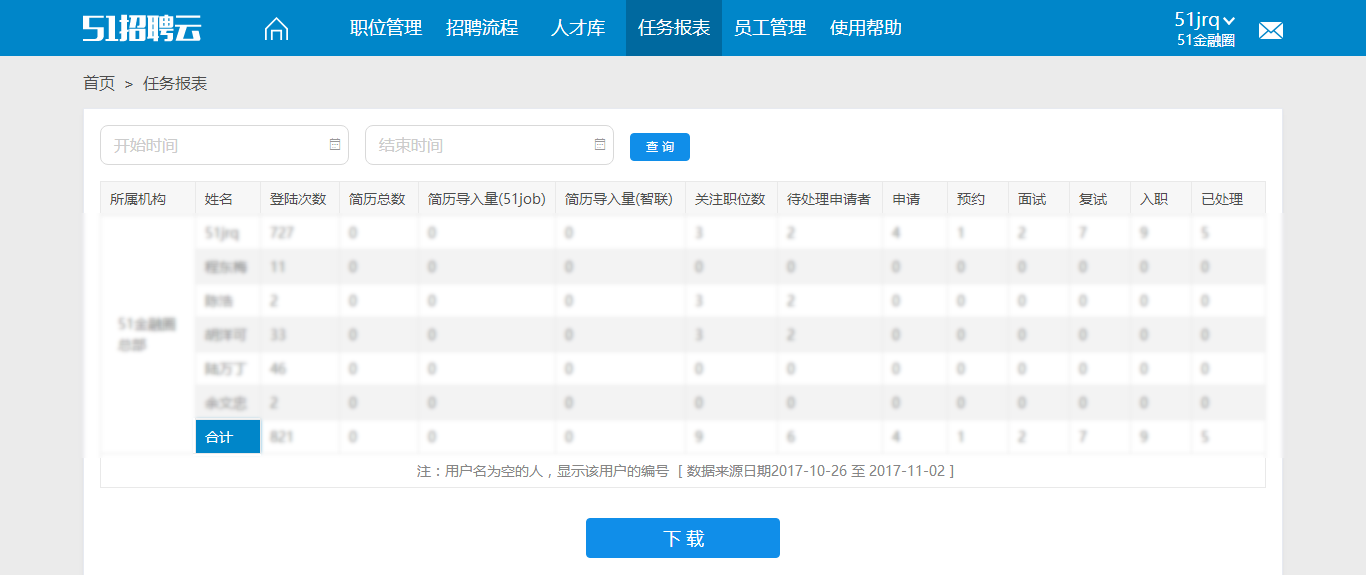 51招聘云
职位管理 招聘流程 人才库 任务报表 员工管理 使用帮助
51jrq
51金融圈
首页 > 任务报表
开始时间 结束时间 查 询
所属机构 姓名 登陆次数 简历总数 简历导入量(51job) 简历导入量(智联) 关注职位数 待处理申请者 申请 预约 面试 复试 入职 已处理
51jrq 727 0 0 0 3 2 4 1 2 7 9 5
11 0 0 0 0 0 0 0 0 0 0 0
2 0 0 0 3 2 0 0 0 0 0 0
51金融圈
总部
33 0 0 0 3 2 0 0 0 0 0 0
46 0 0 0 0 0 0 0 0 0 0 0
2 0 0 0 0 0 0 0 0 0 0 0
合计 821 0 0 0 9 6 4 1 2 7 9 5
注：用户名为空的人，显示该用户的编号 [ 数据来源日期2017-10-26 至 2017-11-02 ]
下 载